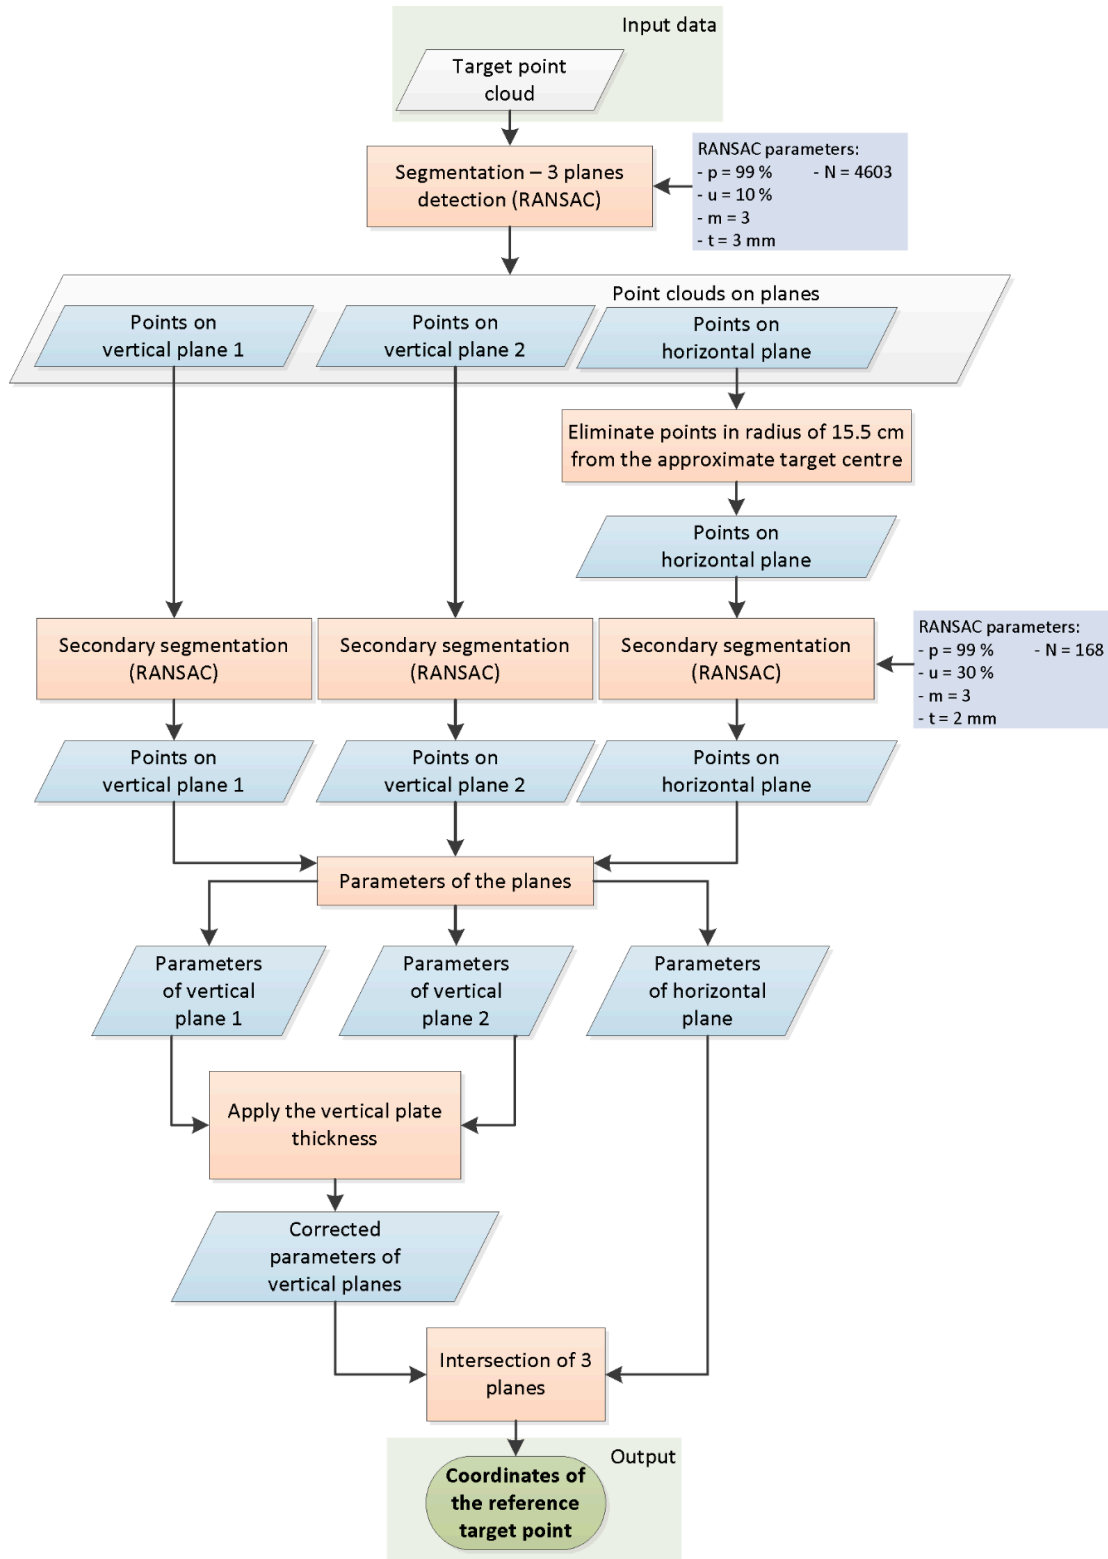 Input data
Target point
cloud
Segmentation – 3 planes
detection (RANSAC)
RANSAC parameters:
- p = 99 % - N = 4603
- u = 10 %
- m = 3
- t = 3 mm
Point clouds on planes
Points on
vertical plane 1
Points on
vertical plane 2
Points on
horizontal plane
Eliminate points in radius of 15.5 cm
from the approximate target centre
Points on
horizontal plane
Secondary segmentation
(RANSAC)
Secondary segmentation
(RANSAC)
Secondary segmentation
(RANSAC)
RANSAC parameters:
- p = 99 % - N = 168
- u = 30 %
- m = 3
- t = 2 mm
Points on
vertical plane 1
Points on
vertical plane 2
Points on
horizontal plane
Parameters of the planes
Parameters
of vertical
plane 1
Parameters
of vertical
plane 2
Parameters
of horizontal
plane
Apply the vertical plate
thickness
Corrected
parameters of
vertical planes
Intersection of 3
planes
Output
Coordinates of
the reference
target point